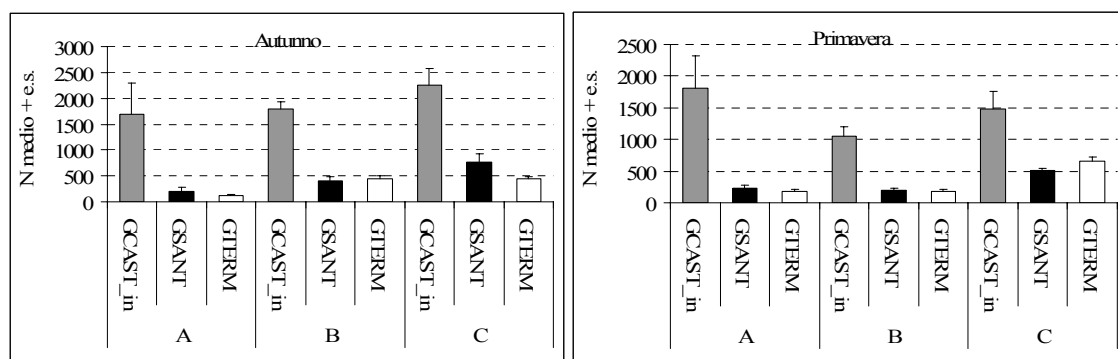 Autunno
N medio + e.s.
3000
2500
2000
1500
1000
500
0
GCAST_in
GSANT
GTERM
GCAST_in
GSANT
GTERM
GCAST_in
GSANT
GTERM
A
B
C
Primavera
N medio + e.s.
2500
2000
1500
1000
500
0
GCAST_in
GSANT
GTERM
GCAST_in
GSANT
GTERM
GCAST_in
GSANT
GTERM
A
B
C